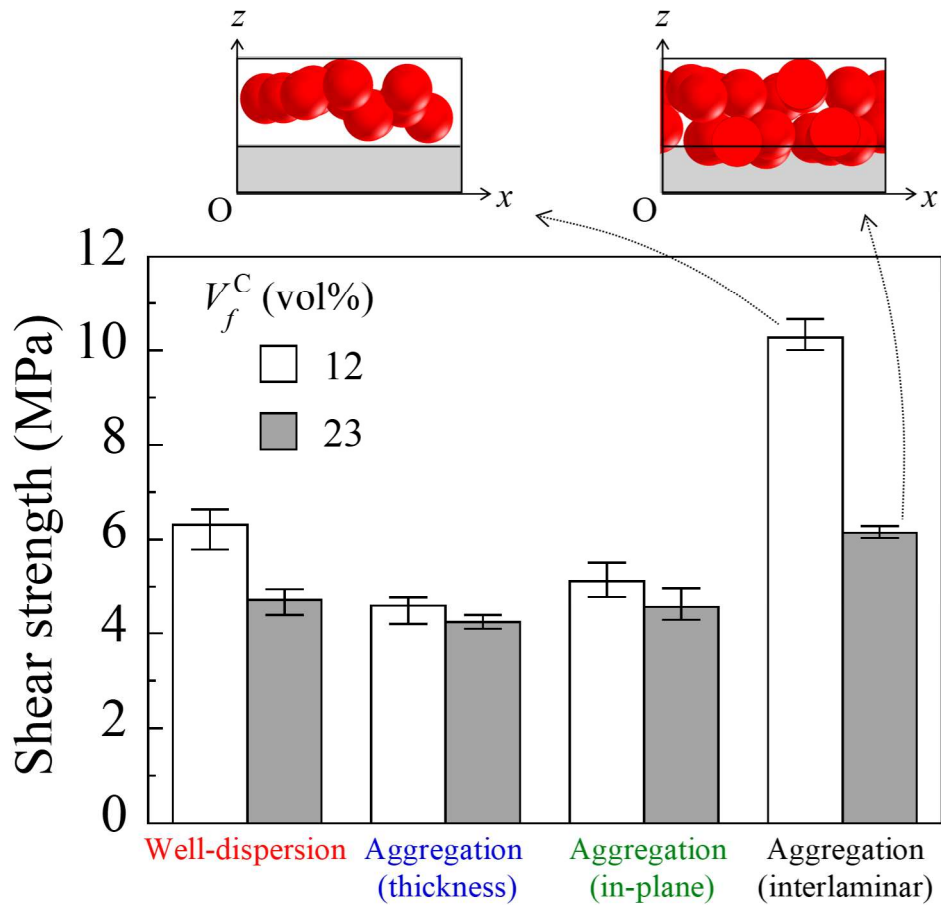 z
z
O
x
O
x
Shear strength (MPa)
12
10
8
6
4
2
0
V_f^C (vol%)
12
23
Well-dispersion
Aggregation
(thickness)
Aggregation
(in-plane)
Aggregation
(interlaminar)